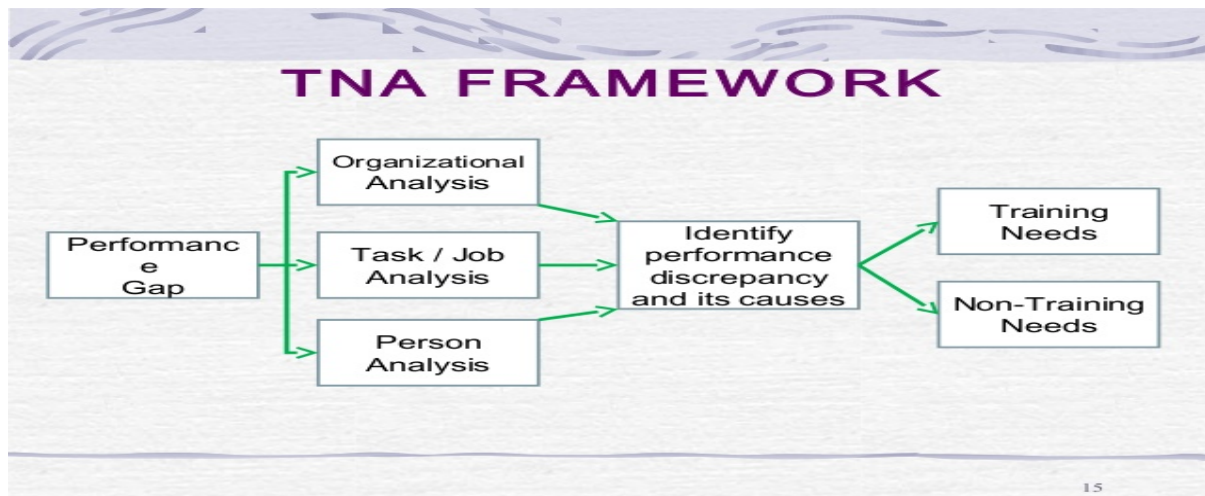 TNA FRAMEWORK
Organizational
Analysis
Performanc
e
Gap
Task / Job
Analysis
Person
Analysis
Identify
performance
discrepancy
and its causes
Training
Needs
Non-Training
Needs
15